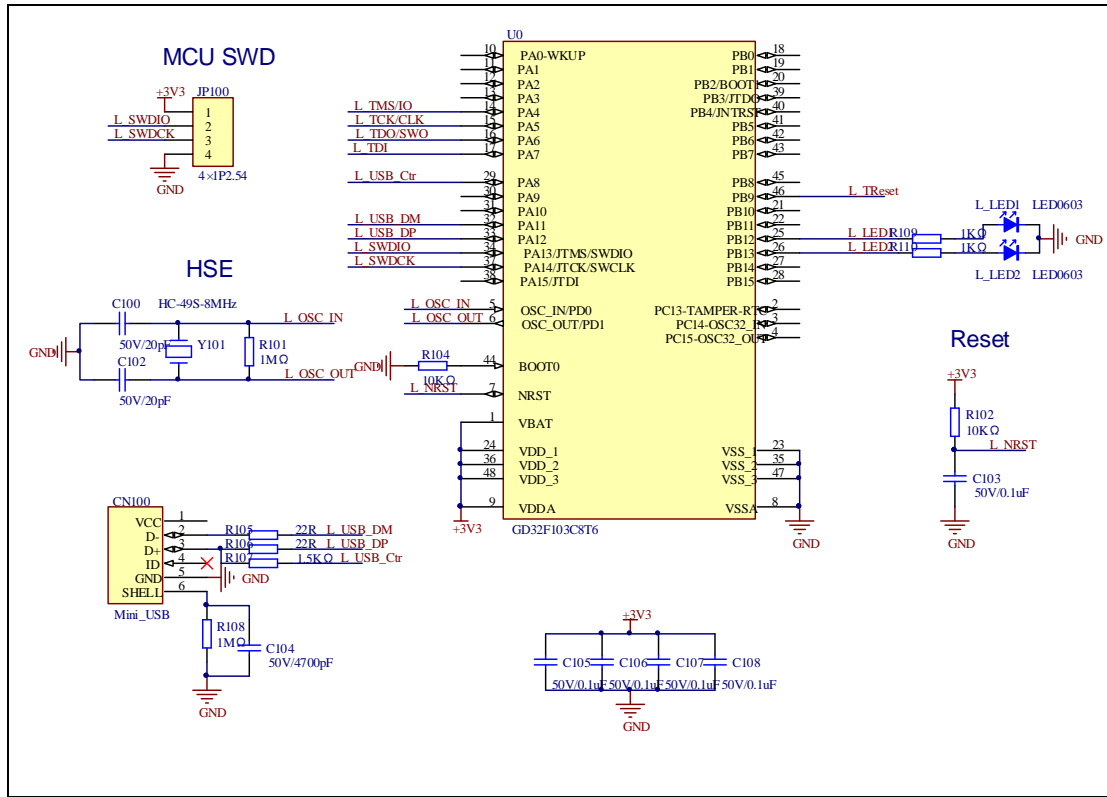 MCU SWD
+3V3
JP100
L_SWDIO
L_SWDCK
1
2
3
4
GND
4×1P2.54
HSE
C100
HC-49S-8MHz
L_OSC_IN
GND
50V/20pF
Y101
R101
1MΩ
C102
L_OSC_OUT
50V/20pF
CN100
VCC 1
D- 2 R105 22R L_USB_DM
D+ 3 R106 22R L_USB_DP
ID 4 R107 1.5KΩ L_USB_Ctr
GND 5 GND
SHELL 6
Mini_USB
R108
1MΩ
C104
50V/4700pF
GND
U0
10 PA0-WKUP
11 PA1
12 PA2
13 PA3
L_TMS/IO 14 PA4
L_TCK/CLK 15 PA5
L_TDO/SWO 16 PA6
L_TDI 17 PA7
L_USB_Ctr 29 PA8
30 PA9
31 PA10
L_USB_DM 32 PA11
L_USB_DP 33 PA12
L_SWDIO 34 PA13/JTMS/SWDIO
L_SWDCK 37 PA14/JTCK/SWCLK
38 PA15/JTDI
L_OSC_IN 5 OSC_IN/PD0
L_OSC_OUT 6 OSC_OUT/PD1
GND R104 10KΩ 44 BOOT0
L_NRST 7 NRST
1 VBAT
24 VDD_1
36 VDD_2
48 VDD_3
9 VDDA
+3V3
GD32F103C8T6
PB0 18
PB1 19
PB2/BOOT1 20
PB3/JTDO 39
PB4/JNTRST 40
PB5 41
PB6 42
PB7 43
PB8 45
PB9 46 L_TReset
PB10 21
PB11 22
PB12 25 L_LED1 R109 1KΩ
PB13 26 L_LED2 R110 1KΩ
PB14 27
PB15 28
PC13-TAMPER-RTC 2
PC14-OSC32_IN 3
PC15-OSC32_OUT 4
VSS_1 23
VSS_2 35
VSS_3 47
VSSA 8
GND
L_LED1 LED0603
GND
L_LED2 LED0603
Reset
+3V3
R102
10KΩ
L_NRST
C103
50V/0.1uF
GND
+3V3
C105 C106 C107 C108
50V/0.1uF 50V/0.1uF 50V/0.1uF 50V/0.1uF
GND